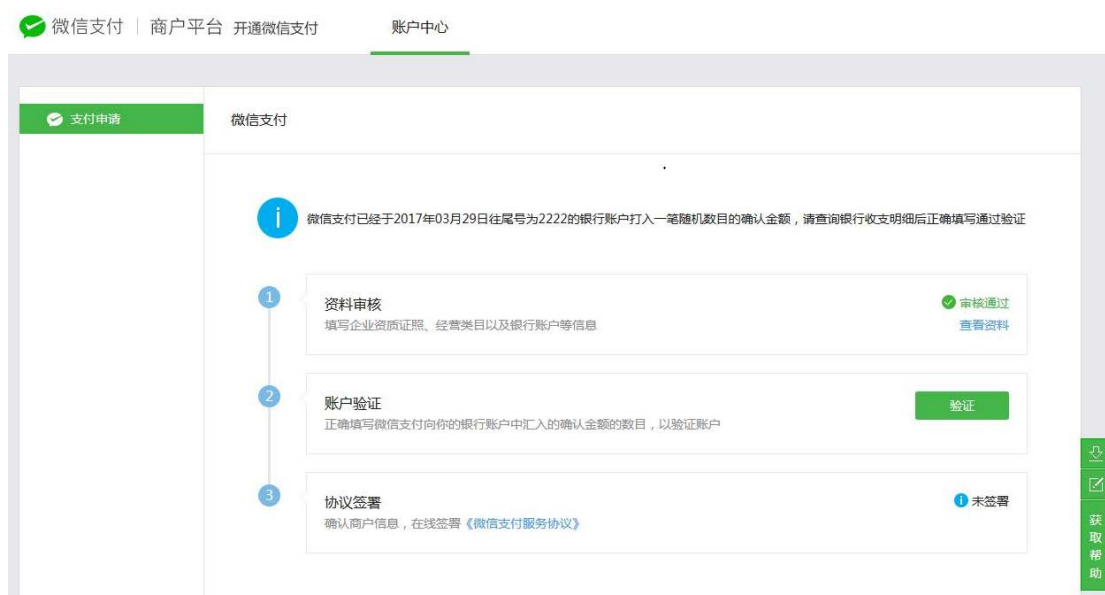 微信支付 | 商户平台 开通微信支付 账户中心
支付申请
微信支付
微信支付已经于2017年03月29日往尾号为2222的银行账户打入一笔随机数目的确认金额，请查询银行收支明细后正确填写通过验证
1
资料审核
审核通过
填写企业资质证照、经营类目以及银行账户等信息
查看资料
2
账户验证
验证
正确填写微信支付向你的银行账户中汇入的确认金额的数目，以验证账户
3
协议签署
未签署
确认商户信息，在线签署《微信支付服务协议》
获取帮助